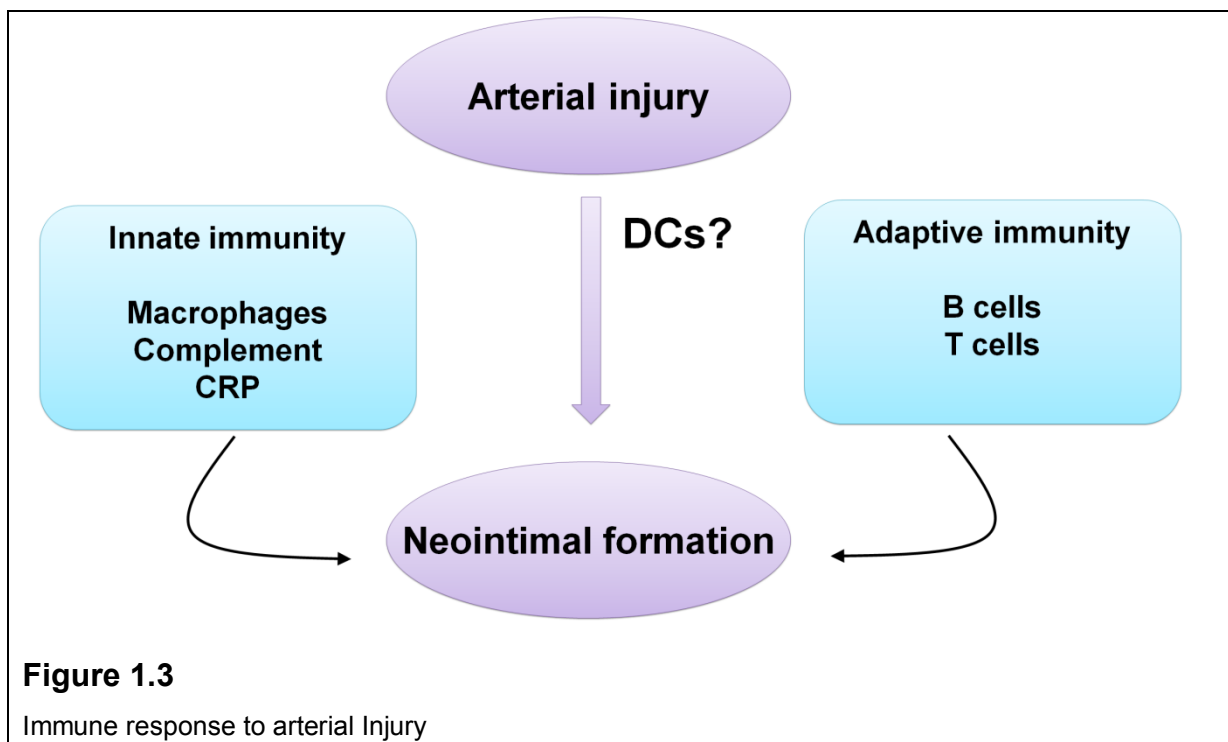 Arterial injury
Innate immunity
Macrophages
Complement
CRP
DCs?
Adaptive immunity
B cells
T cells
Neointimal formation
Figure 1.3
Immune response to arterial Injury